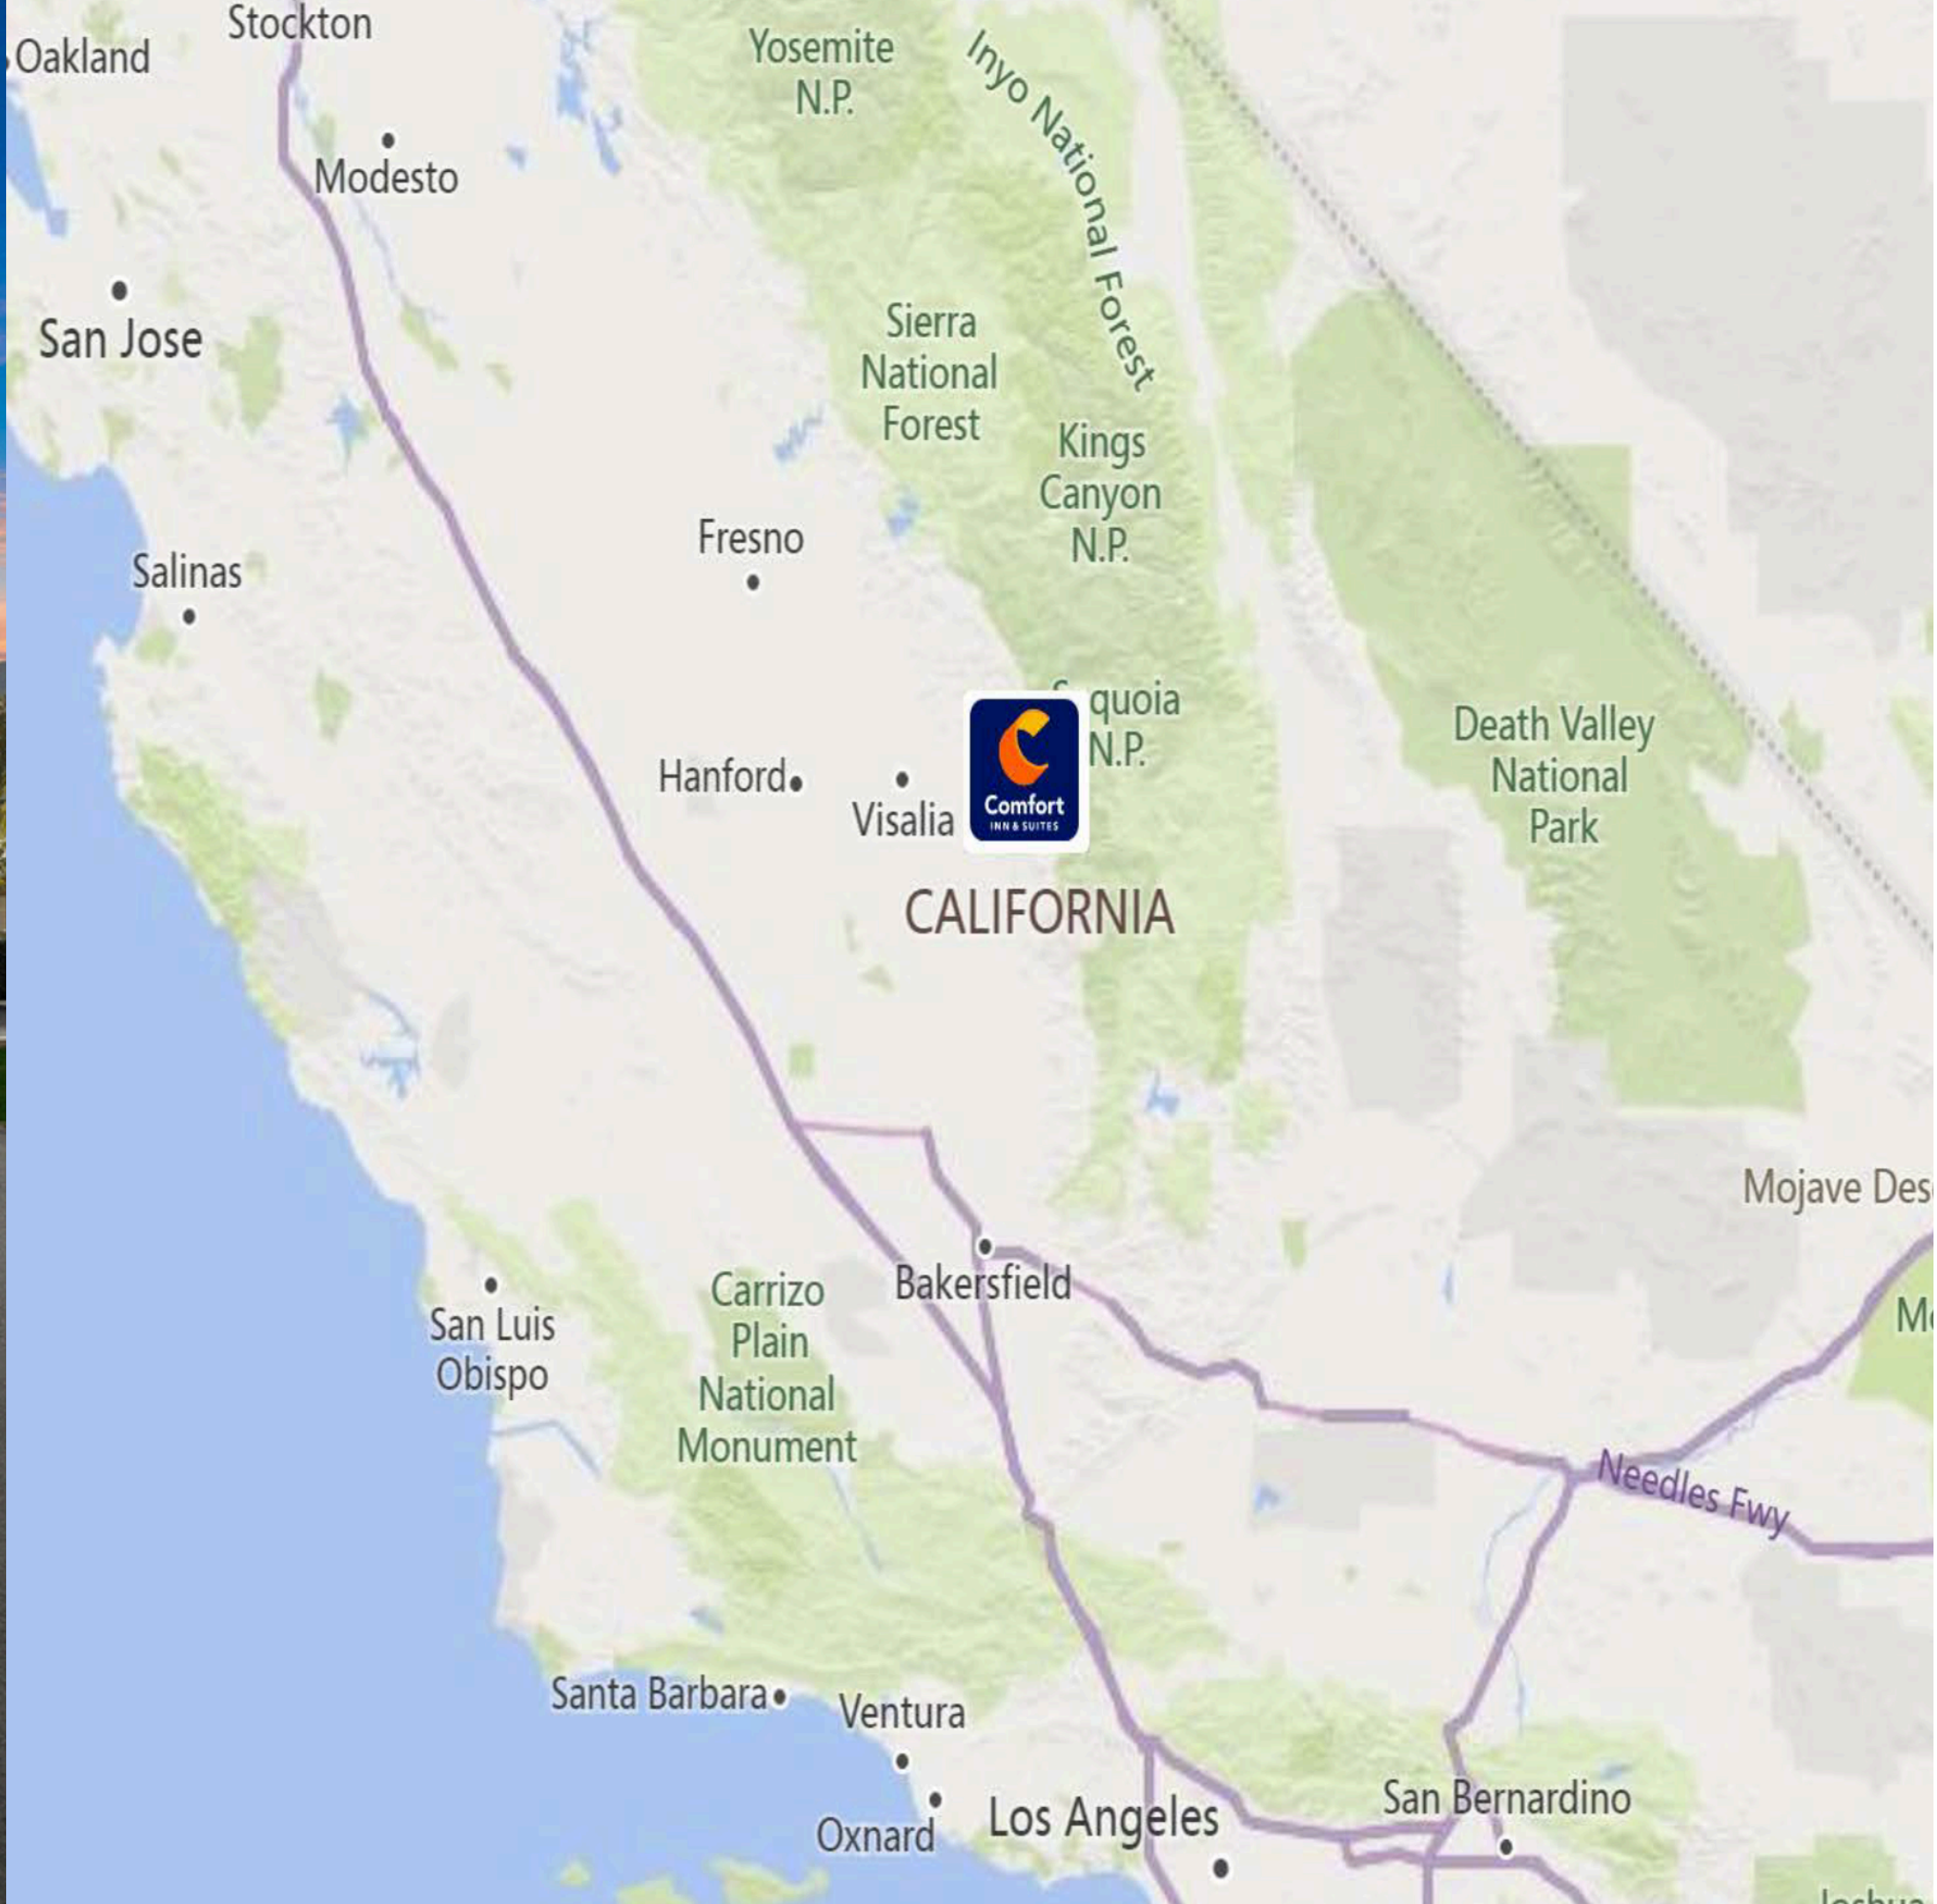 Stockton
Oakland
Yosemite
N.P.
Inyo National Forest
Modesto
San Jose
Sierra
National
Forest
Kings
Canyon
N.P.
Fresno
Salinas
quoia
N.P.
Death Valley
National
Park
Hanford
Visalia
Comfort
INN & SUITES
CALIFORNIA
Mojave Des
Bakersfield
Carrizo
Plain
National
Monument
San Luis
Obispo
Needles Fwy
Santa Barbara
Ventura
San Bernardino
Los Angeles
Oxnard